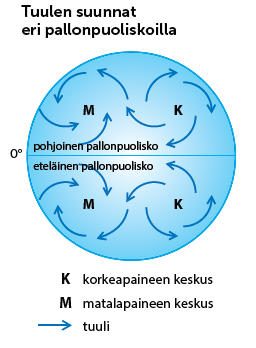 Tuulen suunnat
eri pallonpuoliskoilla
M
K
pohjoinen pallonpuolisko
0°
eteläinen pallonpuolisko
M
K
K korkeapaineen keskus
M matalapaineen keskus
tuuli